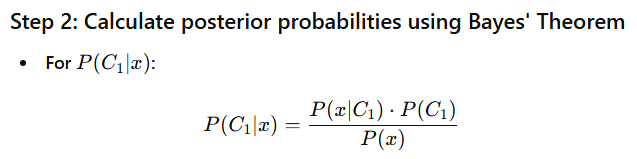 Step 2: Calculate posterior probabilities using Bayes' Theorem
• For P(C₁|x):
P(C₁|x) = P(x|C₁) · P(C₁) / P(x)